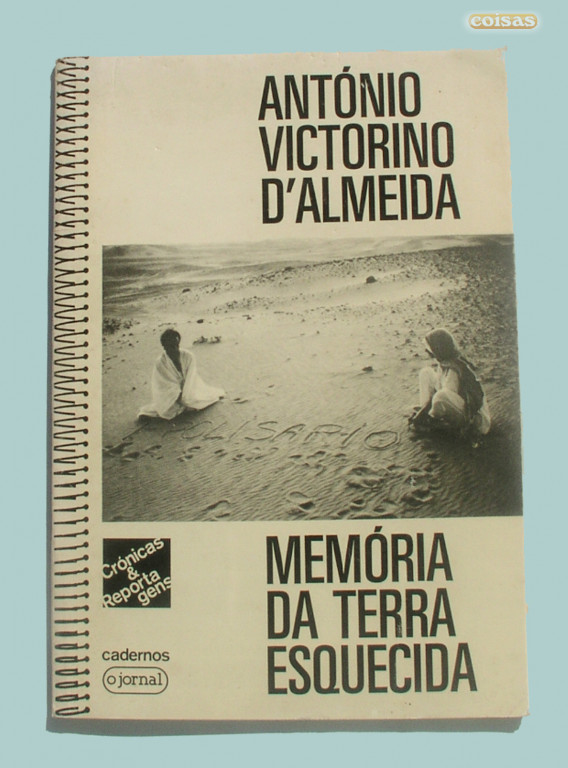 coisas
ANTÓNIO
VICTORINO
D'ALMEIDA
POLISARIO
MEMÓRIA
DA TERRA
ESQUECIDA
Crónicas
&
Reporta
gens
cadernos
o jornal